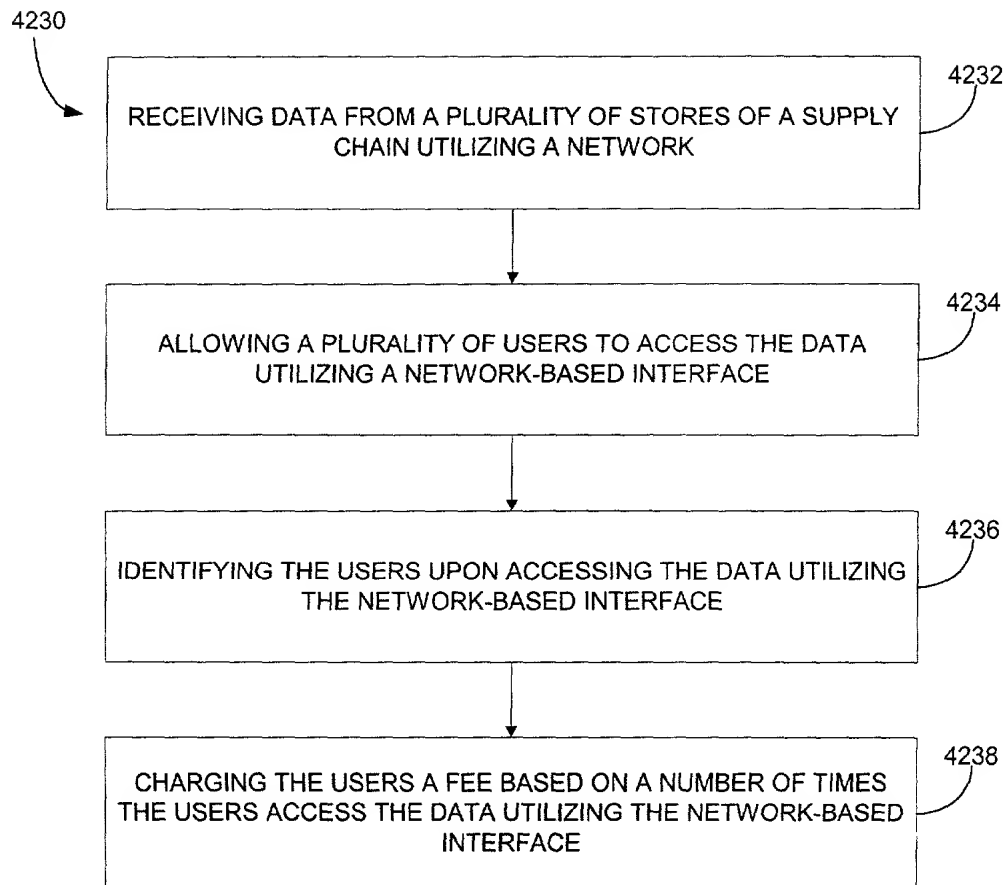 4230
4232
RECEIVING DATA FROM A PLURALITY OF STORES OF A SUPPLY
CHAIN UTILIZING A NETWORK
4234
ALLOWING A PLURALITY OF USERS TO ACCESS THE DATA
UTILIZING A NETWORK-BASED INTERFACE
4236
IDENTIFYING THE USERS UPON ACCESSING THE DATA UTILIZING
THE NETWORK-BASED INTERFACE
4238
CHARGING THE USERS A FEE BASED ON A NUMBER OF TIMES
THE USERS ACCESS THE DATA UTILIZING THE NETWORK-BASED
INTERFACE